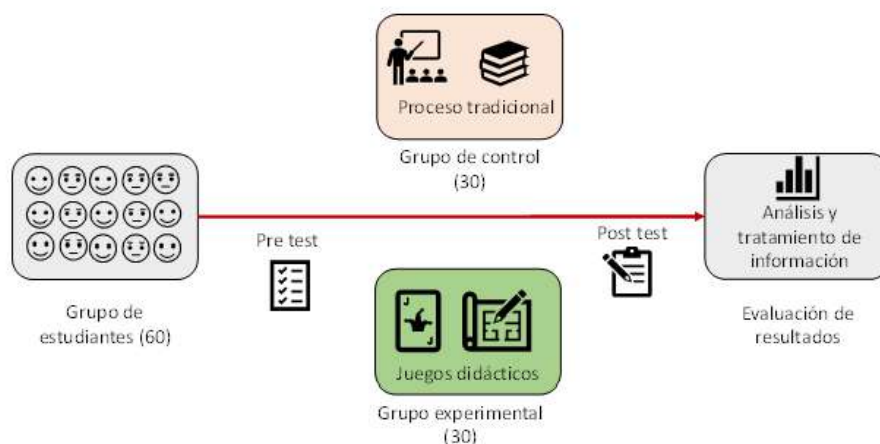 Proceso tradicional
Grupo de control
(30)
Pre test
Post test
Grupo de
estudiantes (60)
Análisis y
tratamiento de
información
Evaluación de
resultados
J
J
Juegos didácticos
Grupo experimental
(30)